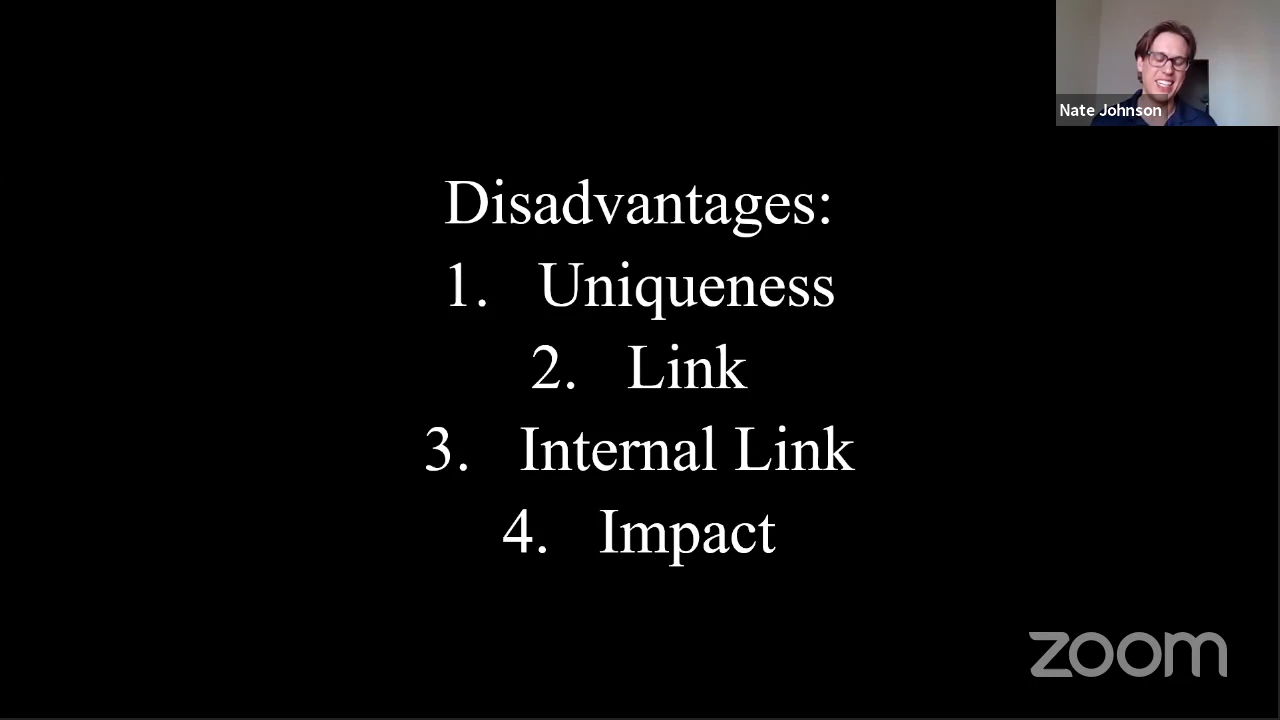 Nate Johnson
Disadvantages:
1. Uniqueness
2. Link
3. Internal Link
4. Impact
zoom